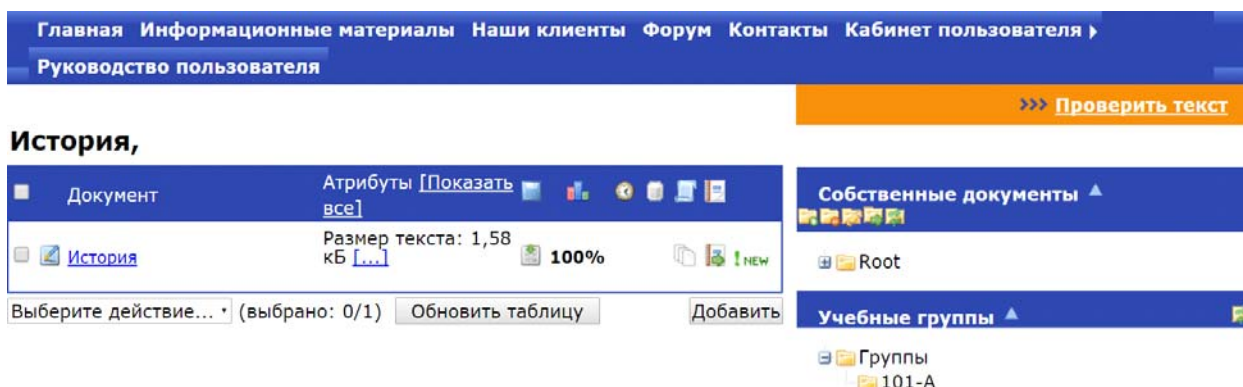 Главная Информационные материалы Наши клиенты Форум Контакты Кабинет пользователя
Руководство пользователя
>>> Проверить текст
История,
Документ Атрибуты [Показать
все]
История Размер текста: 1,58
кБ [...] 100% ! NEW
Выберите действие... (выбрано: 0/1) Обновить таблицу Добавить
Собственные документы
Root
Учебные группы
Группы
101-А